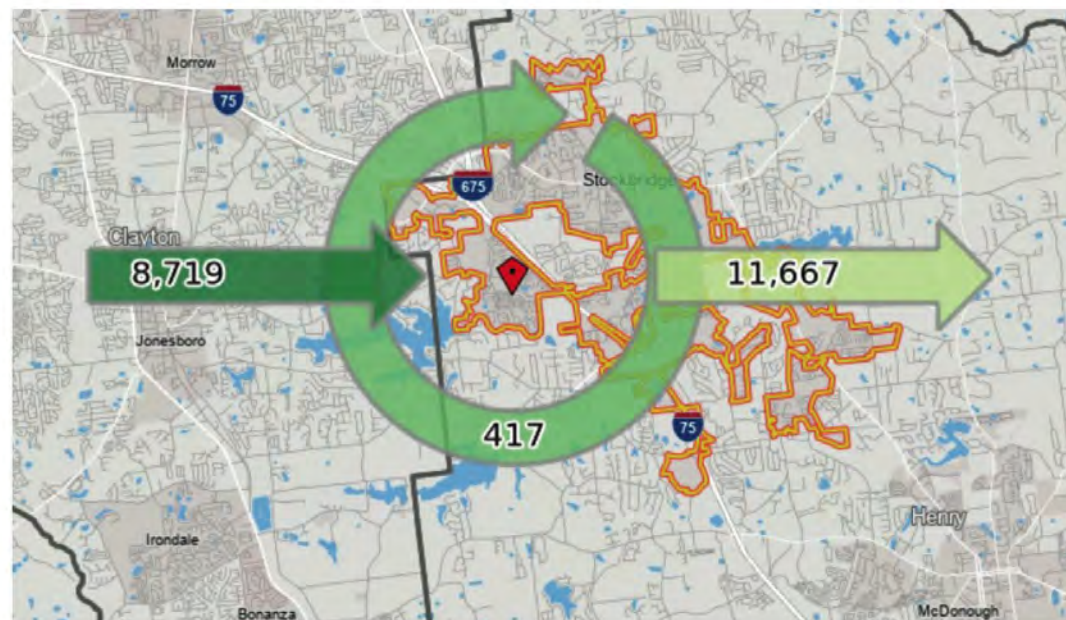 Morrow
75
675
Stockbridge
Clayton
8,719
11,667
Jonesboro
417
75
Henry
Irondale
Bonanza
McDonough